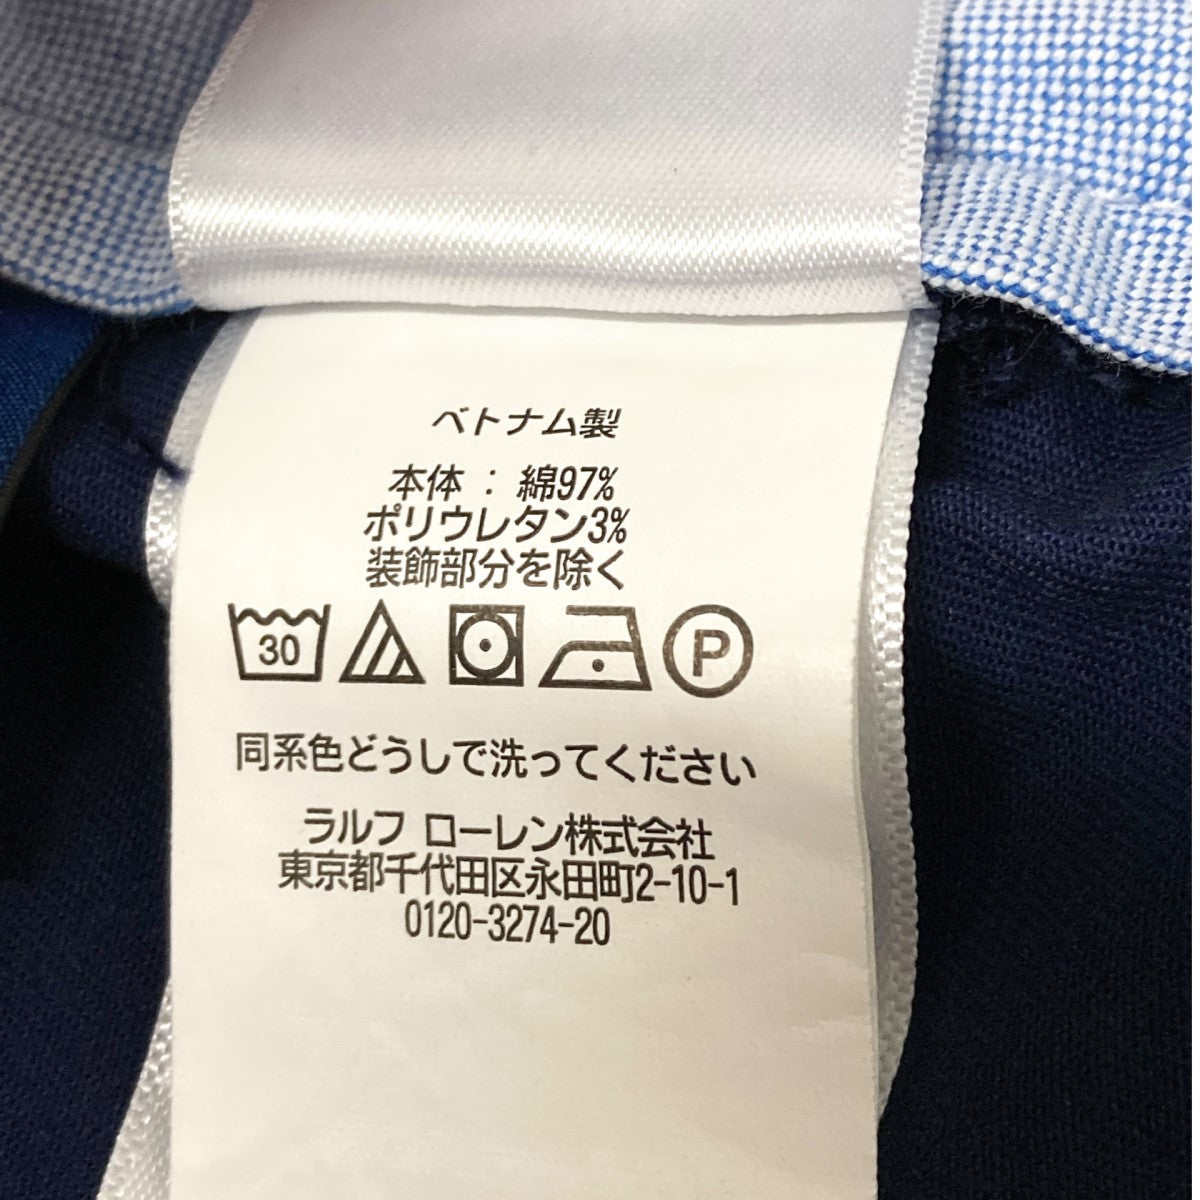 ベトナム製
本体 : 綿97%
ポリウレタン3%
装飾部分を除く
30 P
同系色どうしで洗ってください
ラルフ ローレン株式会社
東京都千代田区永田町2-10-1
0120-3274-20